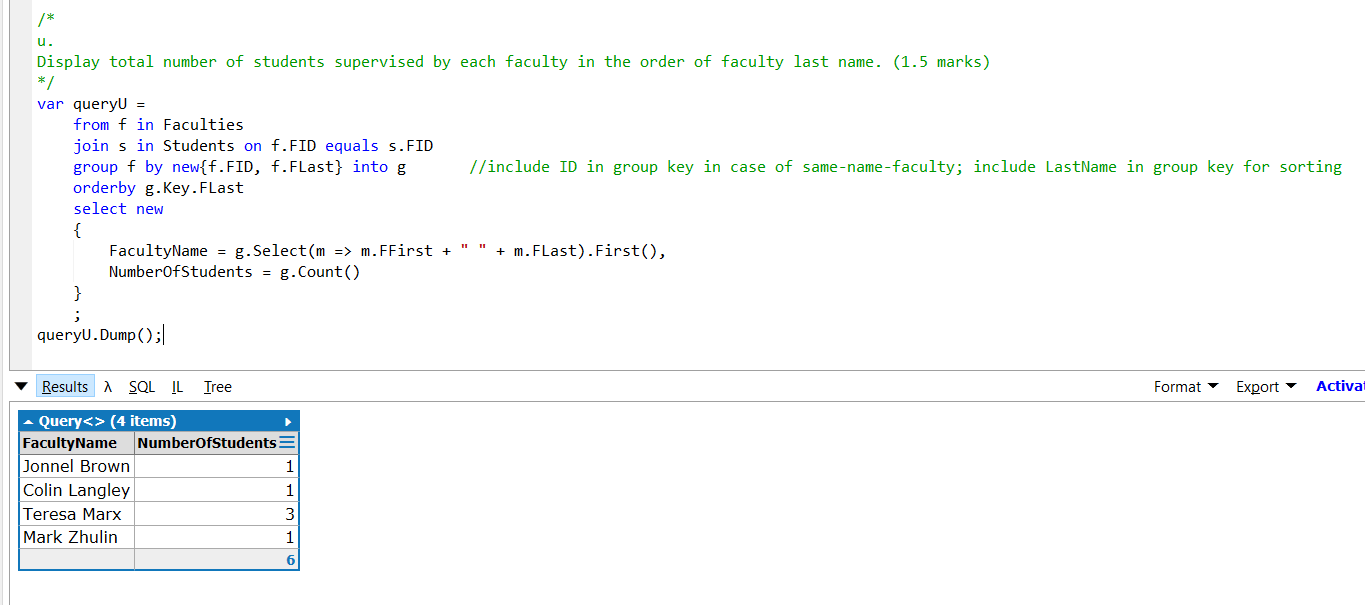 /*
u.
Display total number of students supervised by each faculty in the order of faculty last name. (1.5 marks)
*/
var queryU =
from f in Faculties
join s in Students on f.FID equals s.FID
group f by new{f.FID, f.FLast} into g //include ID in group key in case of same-name-faculty; include LastName in group key for sorting
orderby g.Key.FLast
select new
{
FacultyName = g.Select(m => m.FFirst + " " + m.FLast).First(),
NumberOfStudents = g.Count()
}
;
queryU.Dump();
Results λ SQL IL Tree Format Export Activat
Query<> (4 items)
FacultyName NumberOfStudents
Jonnel Brown 1
Colin Langley 1
Teresa Marx 3
Mark Zhulin 1
6